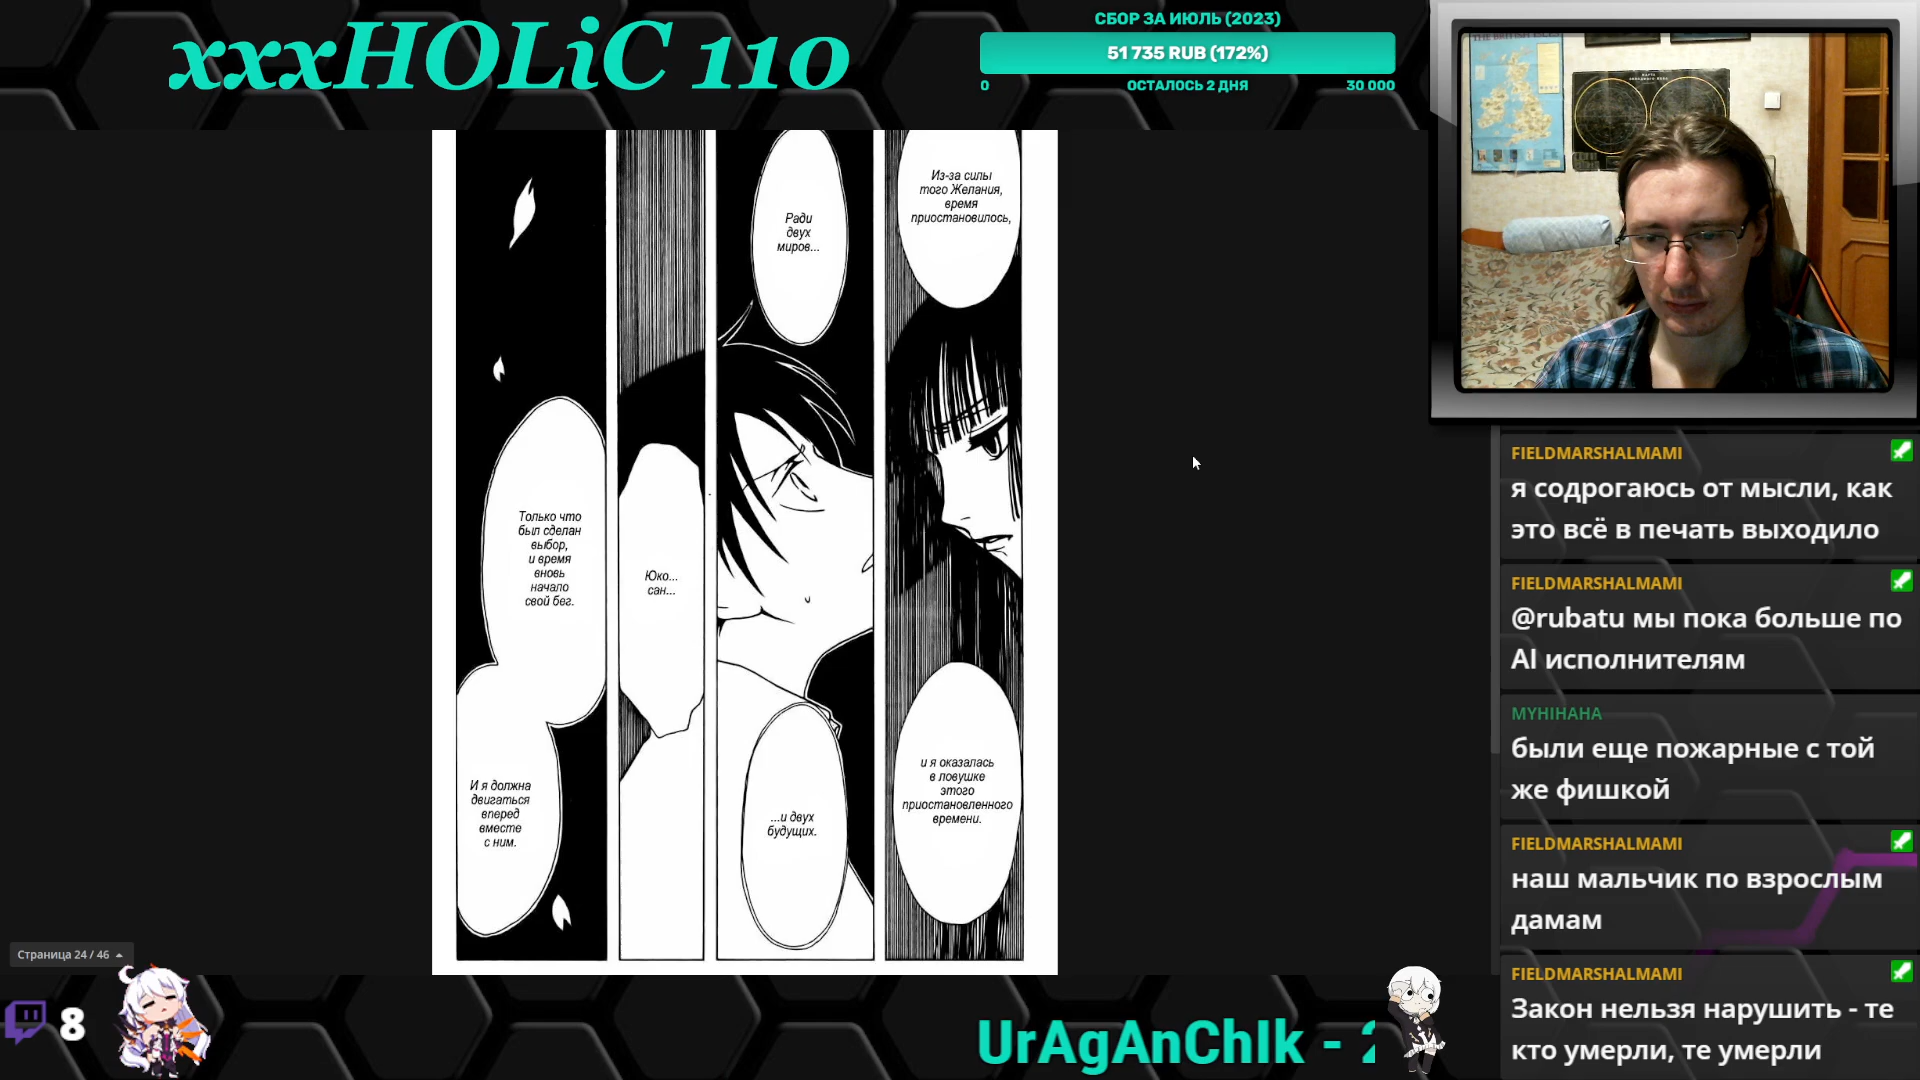 xxxHOLiC 110
СБОР ЗА ИЮЛЬ (2023)
51 735 RUB (172%)
0
ОСТАЛОСЬ 2 ДНЯ
30 000
THE BRITISH ISLES
Из-за силы
того Желания,
время
приостановилось,
и я оказалась
в ловушке
этого
приостановленного
времени.
Ради
двух
миров...
...и двух
будущих.
Юко...
сан...
Только что
был сделан
выбор,
и время
вновь
начало
свой бег.
И я должна
двигаться
вперед
вместе
с ним.
Страница 24 / 46
8
UrAgAnChIk -
FIELDMARSHALMAMI
я содрогаюсь от мысли, как
это всё в печать выходило
FIELDMARSHALMAMI
@rubatu мы пока больше по
AI исполнителям
MYHIHAHA
были еще пожарные с той
же фишкой
FIELDMARSHALMAMI
наш мальчик по взрослым
дамам
FIELDMARSHALMAMI
Закон нельзя нарушить - те
кто умерли, те умерли